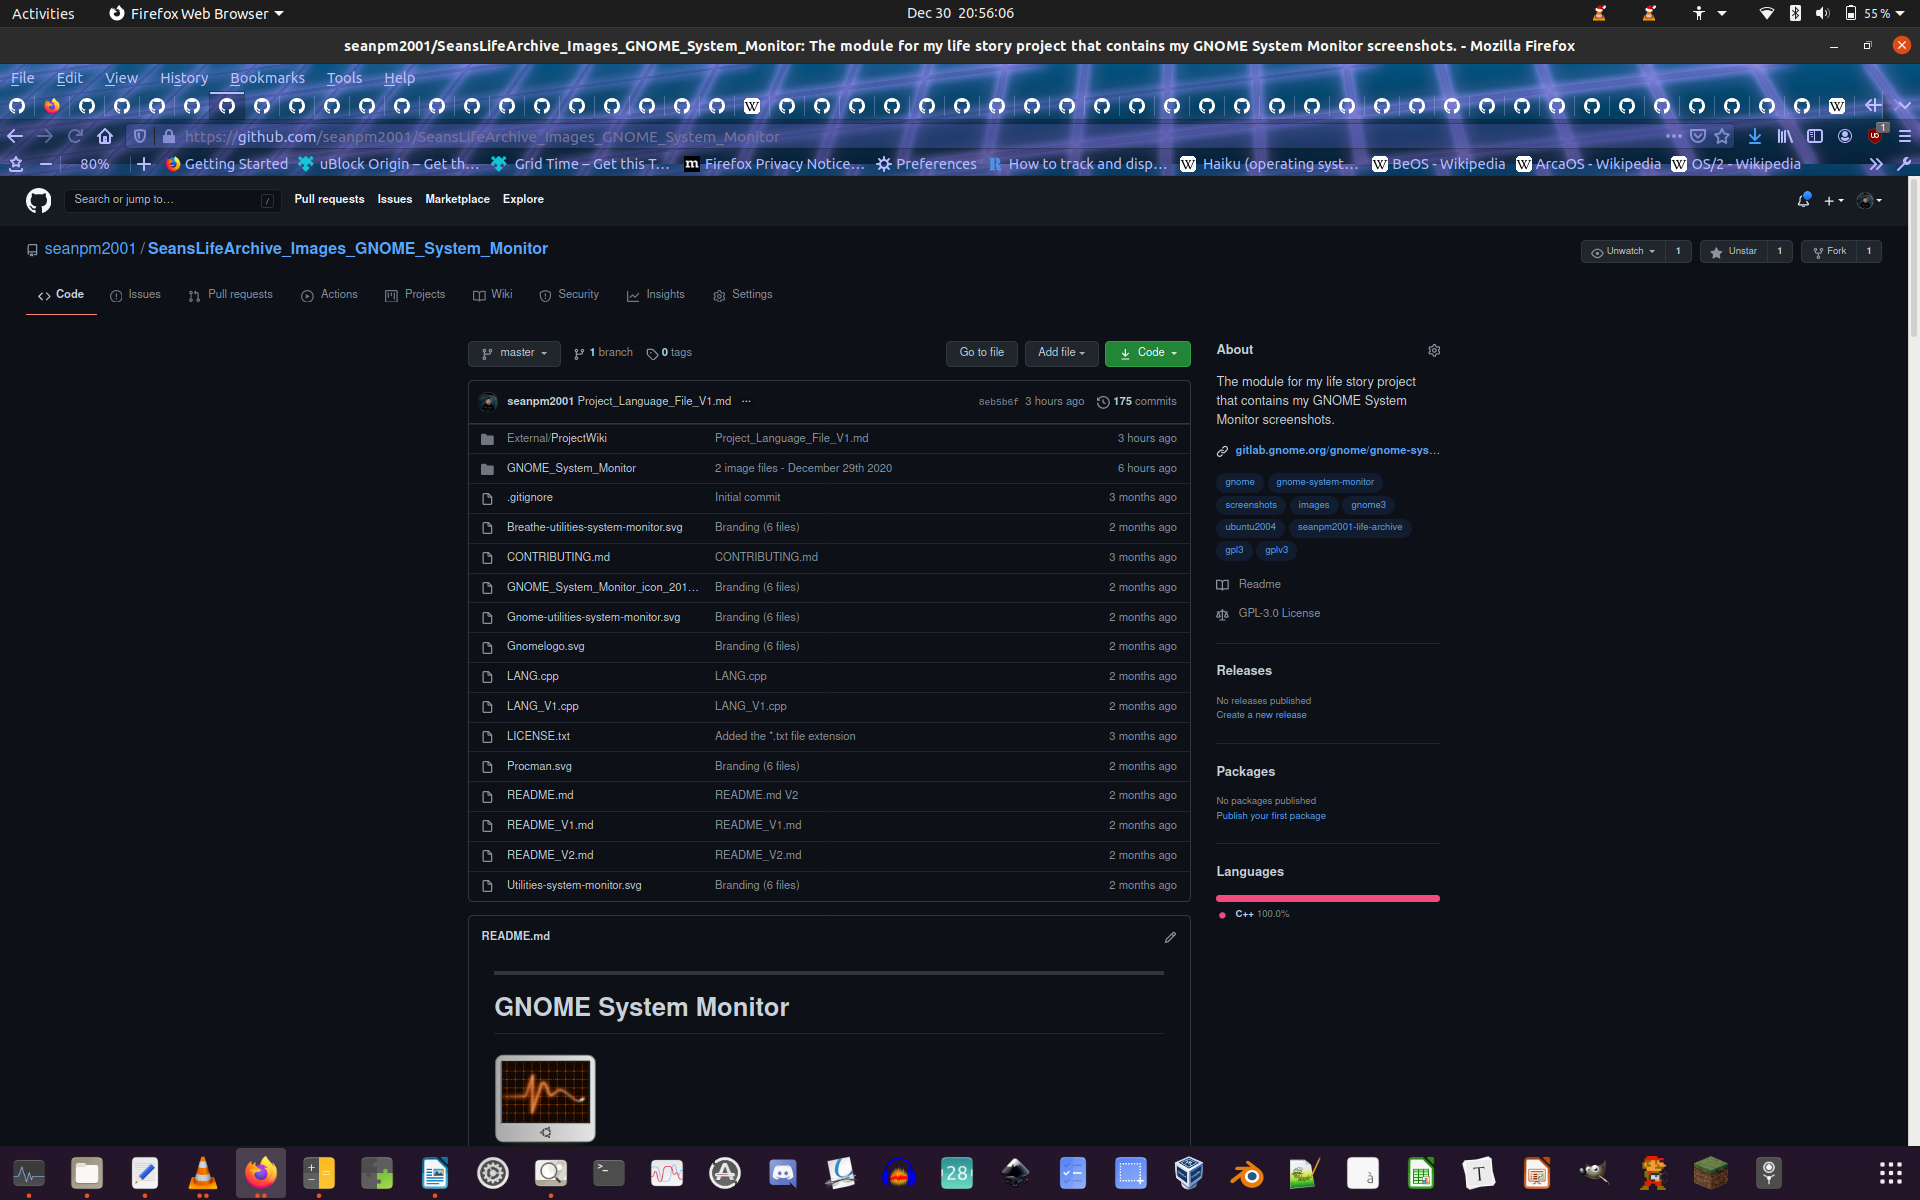 Activities Firefox Web Browser Dec 30 20:56:06 55 %
seanpm2001/SeansLifeArchive_Images_GNOME_System_Monitor: The module for my life story project that contains my GNOME System Monitor screenshots. - Mozilla Firefox
File Edit View History Bookmarks Tools Help
https://github.com/seanpm2001/SeansLifeArchive_Images_GNOME_System_Monitor 1
80% Getting Started uBlock Origin – Get th… Grid Time – Get this T… Firefox Privacy Notice… Preferences How to track and disp… Haiku (operating syst… BeOS - Wikipedia ArcaOS - Wikipedia OS/2 - Wikipedia
Search or jump to… / Pull requests Issues Marketplace Explore
seanpm2001 / SeansLifeArchive_Images_GNOME_System_Monitor Unwatch 1 Unstar 1 Fork 1
Code Issues Pull requests Actions Projects Wiki Security Insights Settings
master 1 branch 0 tags Go to file Add file Code
seanpm2001 Project_Language_File_V1.md ... 8eb5b6f 3 hours ago 175 commits
External/ProjectWiki Project_Language_File_V1.md 3 hours ago
GNOME_System_Monitor 2 image files - December 29th 2020 6 hours ago
.gitignore Initial commit 3 months ago
Breathe-utilities-system-monitor.svg Branding (6 files) 2 months ago
CONTRIBUTING.md CONTRIBUTING.md 3 months ago
GNOME_System_Monitor_icon_201… Branding (6 files) 2 months ago
Gnome-utilities-system-monitor.svg Branding (6 files) 2 months ago
Gnomelogo.svg Branding (6 files) 2 months ago
LANG.cpp LANG.cpp 2 months ago
LANG_V1.cpp LANG_V1.cpp 2 months ago
LICENSE.txt Added the *.txt file extension 3 months ago
Procman.svg Branding (6 files) 2 months ago
README.md README.md V2 2 months ago
README_V1.md README_V1.md 2 months ago
README_V2.md README_V2.md 2 months ago
Utilities-system-monitor.svg Branding (6 files) 2 months ago
README.md
GNOME System Monitor
About
The module for my life story project
that contains my GNOME System
Monitor screenshots.
gitlab.gnome.org/gnome/gnome-sys…
gnome gnome-system-monitor
screenshots images gnome3
ubuntu2004 seanpm2001-life-archive
gpl3 gplv3
Readme
GPL-3.0 License
Releases
No releases published
Create a new release
Packages
No packages published
Publish your first package
Languages
C++ 100.0%
28